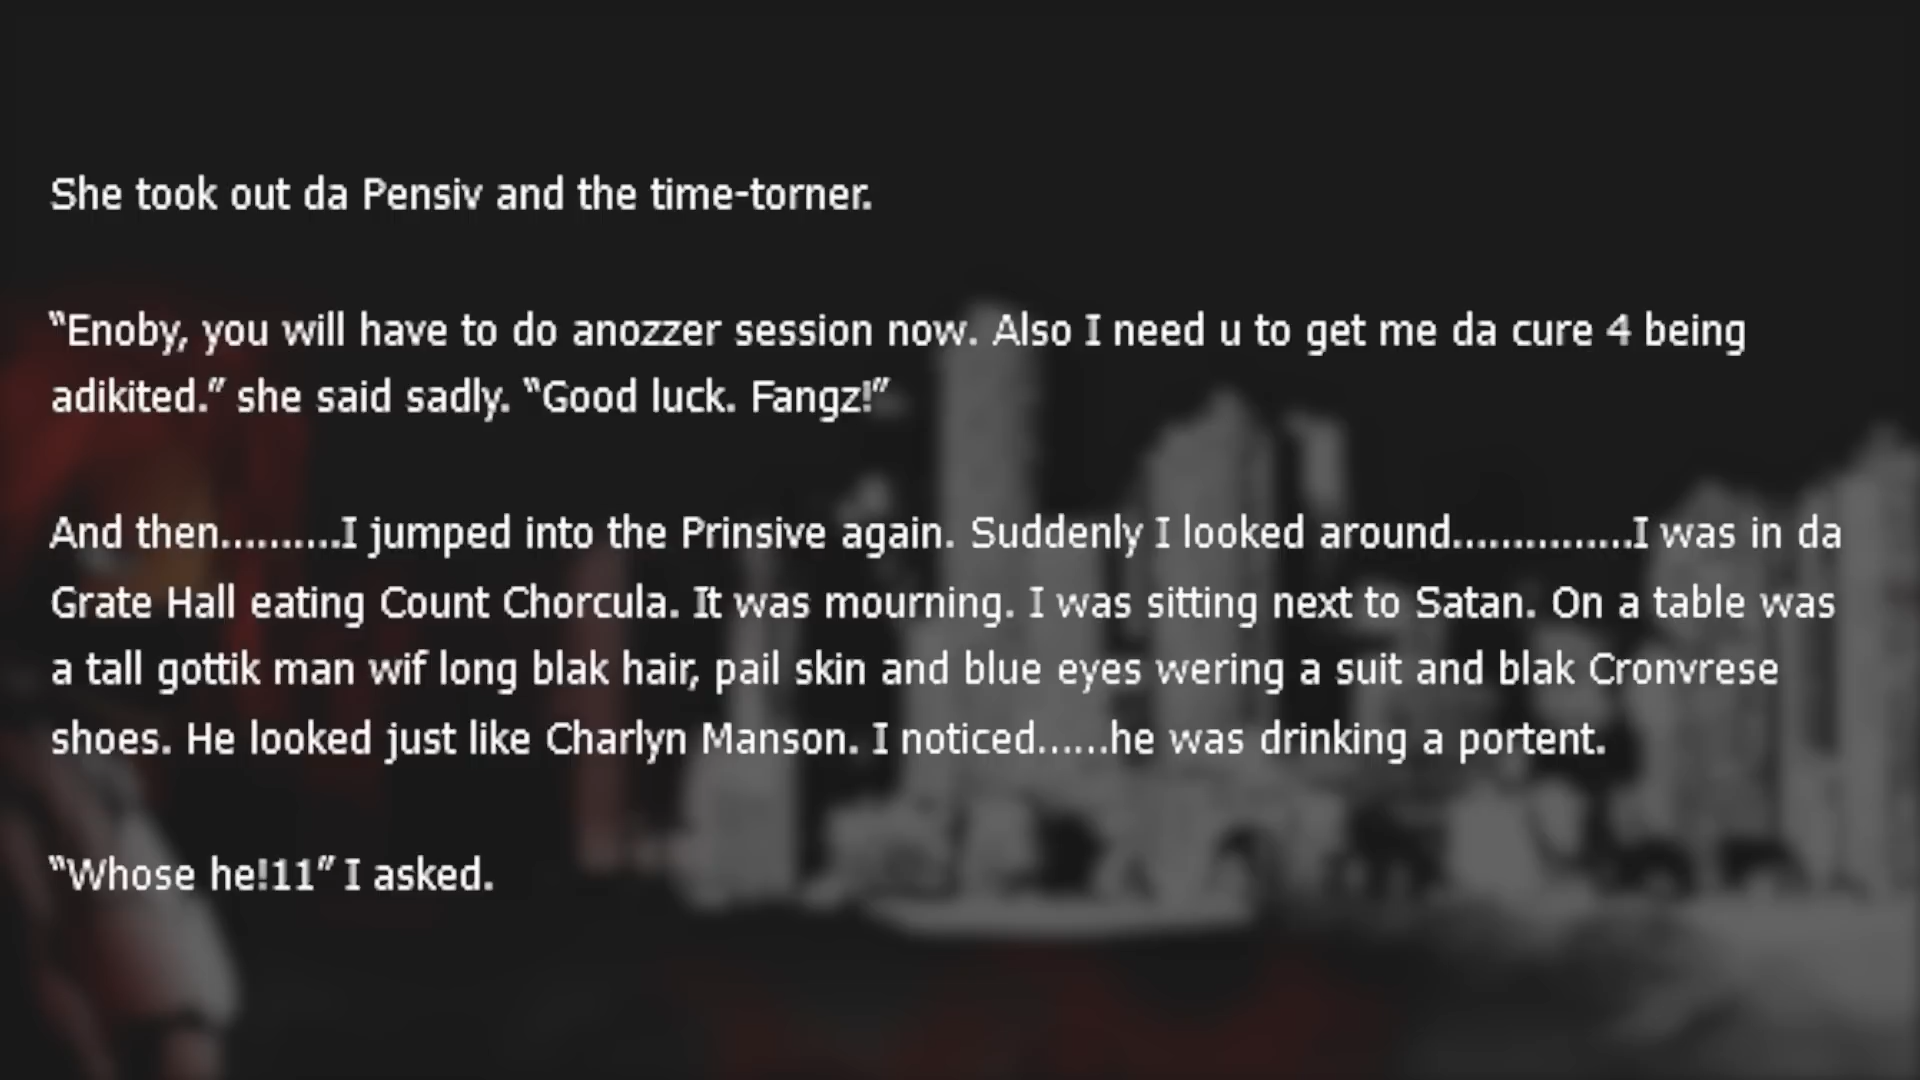 She took out da Pensiv and the time-torner.
“Enoby, you will have to do anozzer session now. Also I need u to get me da cure 4 being
adikited.” she said sadly. “Good luck. Fangz!”
And then..........I jumped into the Prinsive again. Suddenly I looked around...............I was in da
Grate Hall eating Count Chorcula. It was mourning. I was sitting next to Satan. On a table was
a tall gottik man wif long blak hair, pail skin and blue eyes wering a suit and blak Cronvrese
shoes. He looked just like Charlyn Manson. I noticed......he was drinking a portent.
“Whose he!11” I asked.